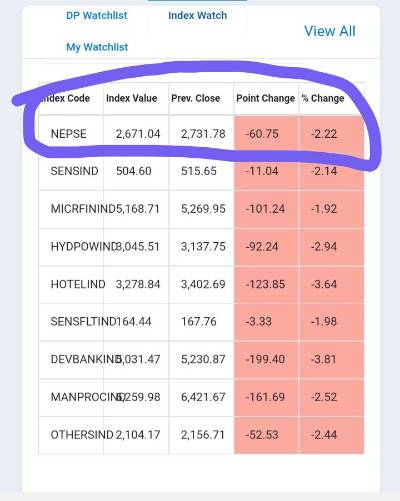 DP Watchlist Index Watch View All
My Watchlist
Index Code Index Value Prev. Close Point Change % Change
NEPSE 2,671.04 2,731.78 -60.75 -2.22
SENSIND 504.60 515.65 -11.04 -2.14
MICRFININD 5,168.71 5,269.95 -101.24 -1.92
HYDPOWIND 3,045.51 3,137.75 -92.24 -2.94
HOTELIND 3,278.84 3,402.69 -123.85 -3.64
SENSFLTIND 164.44 167.76 -3.33 -1.98
DEVBANKIND 5,031.47 5,230.87 -199.40 -3.81
MANPROCIND 6,259.98 6,421.67 -161.69 -2.52
OTHERSIND 2,104.17 2,156.71 -52.53 -2.44